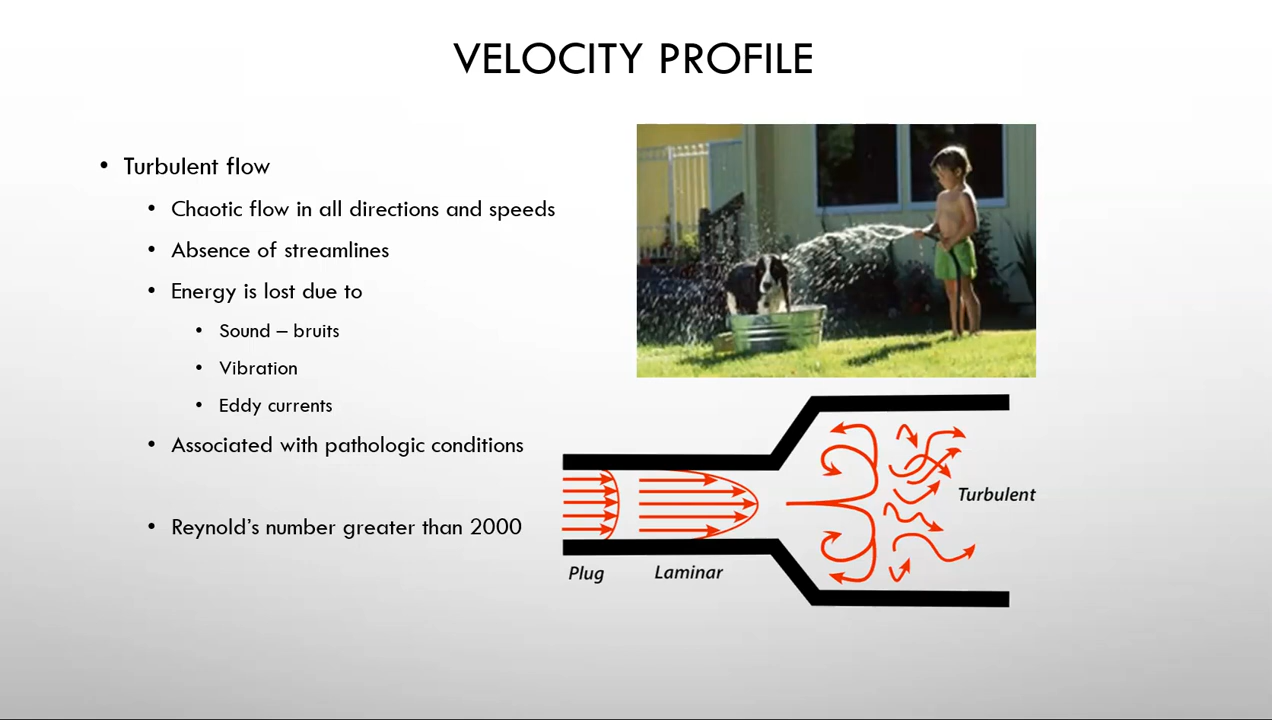 VELOCITY PROFILE
• Turbulent flow
• Chaotic flow in all directions and speeds
• Absence of streamlines
• Energy is lost due to
• Sound – bruits
• Vibration
• Eddy currents
• Associated with pathologic conditions
• Reynold's number greater than 2000
Turbulent
Plug
Laminar